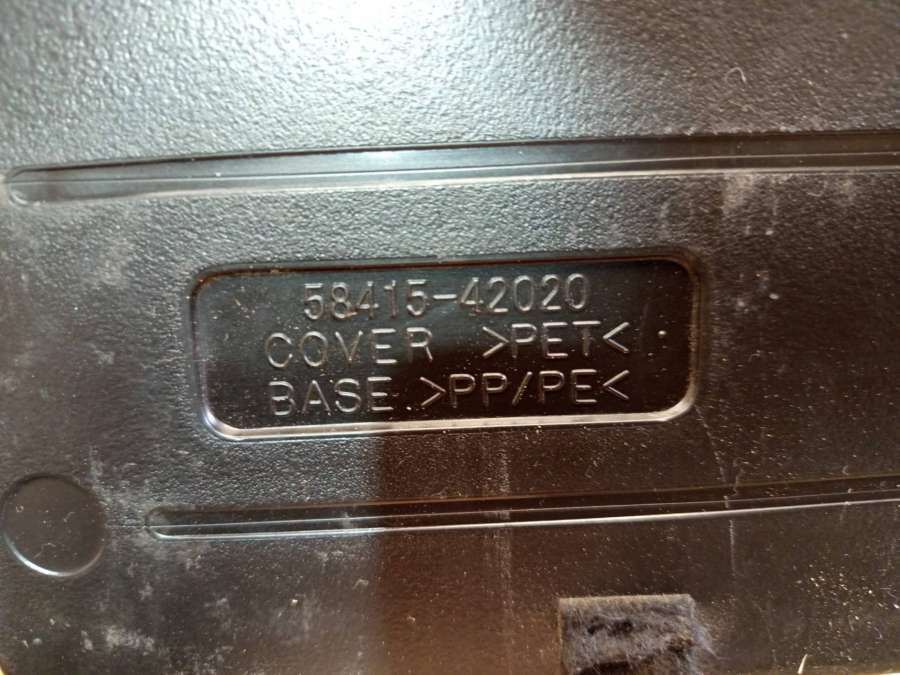 58415-42020
COVER >PET<
BASE >PP/PE<